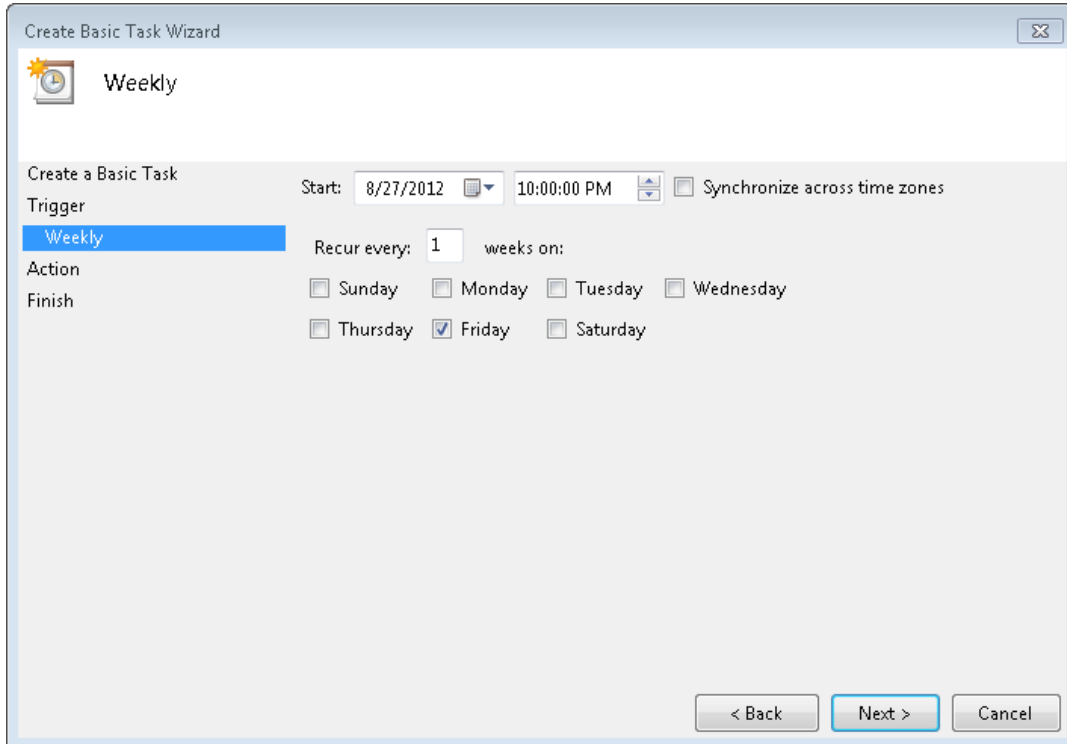 Create Basic Task Wizard
Weekly
Create a Basic Task
Trigger
Weekly
Action
Finish
Start: 8/27/2012 10:00:00 PM Synchronize across time zones
Recur every: 1 weeks on:
Sunday Monday Tuesday Wednesday
Thursday Friday Saturday
< Back Next > Cancel